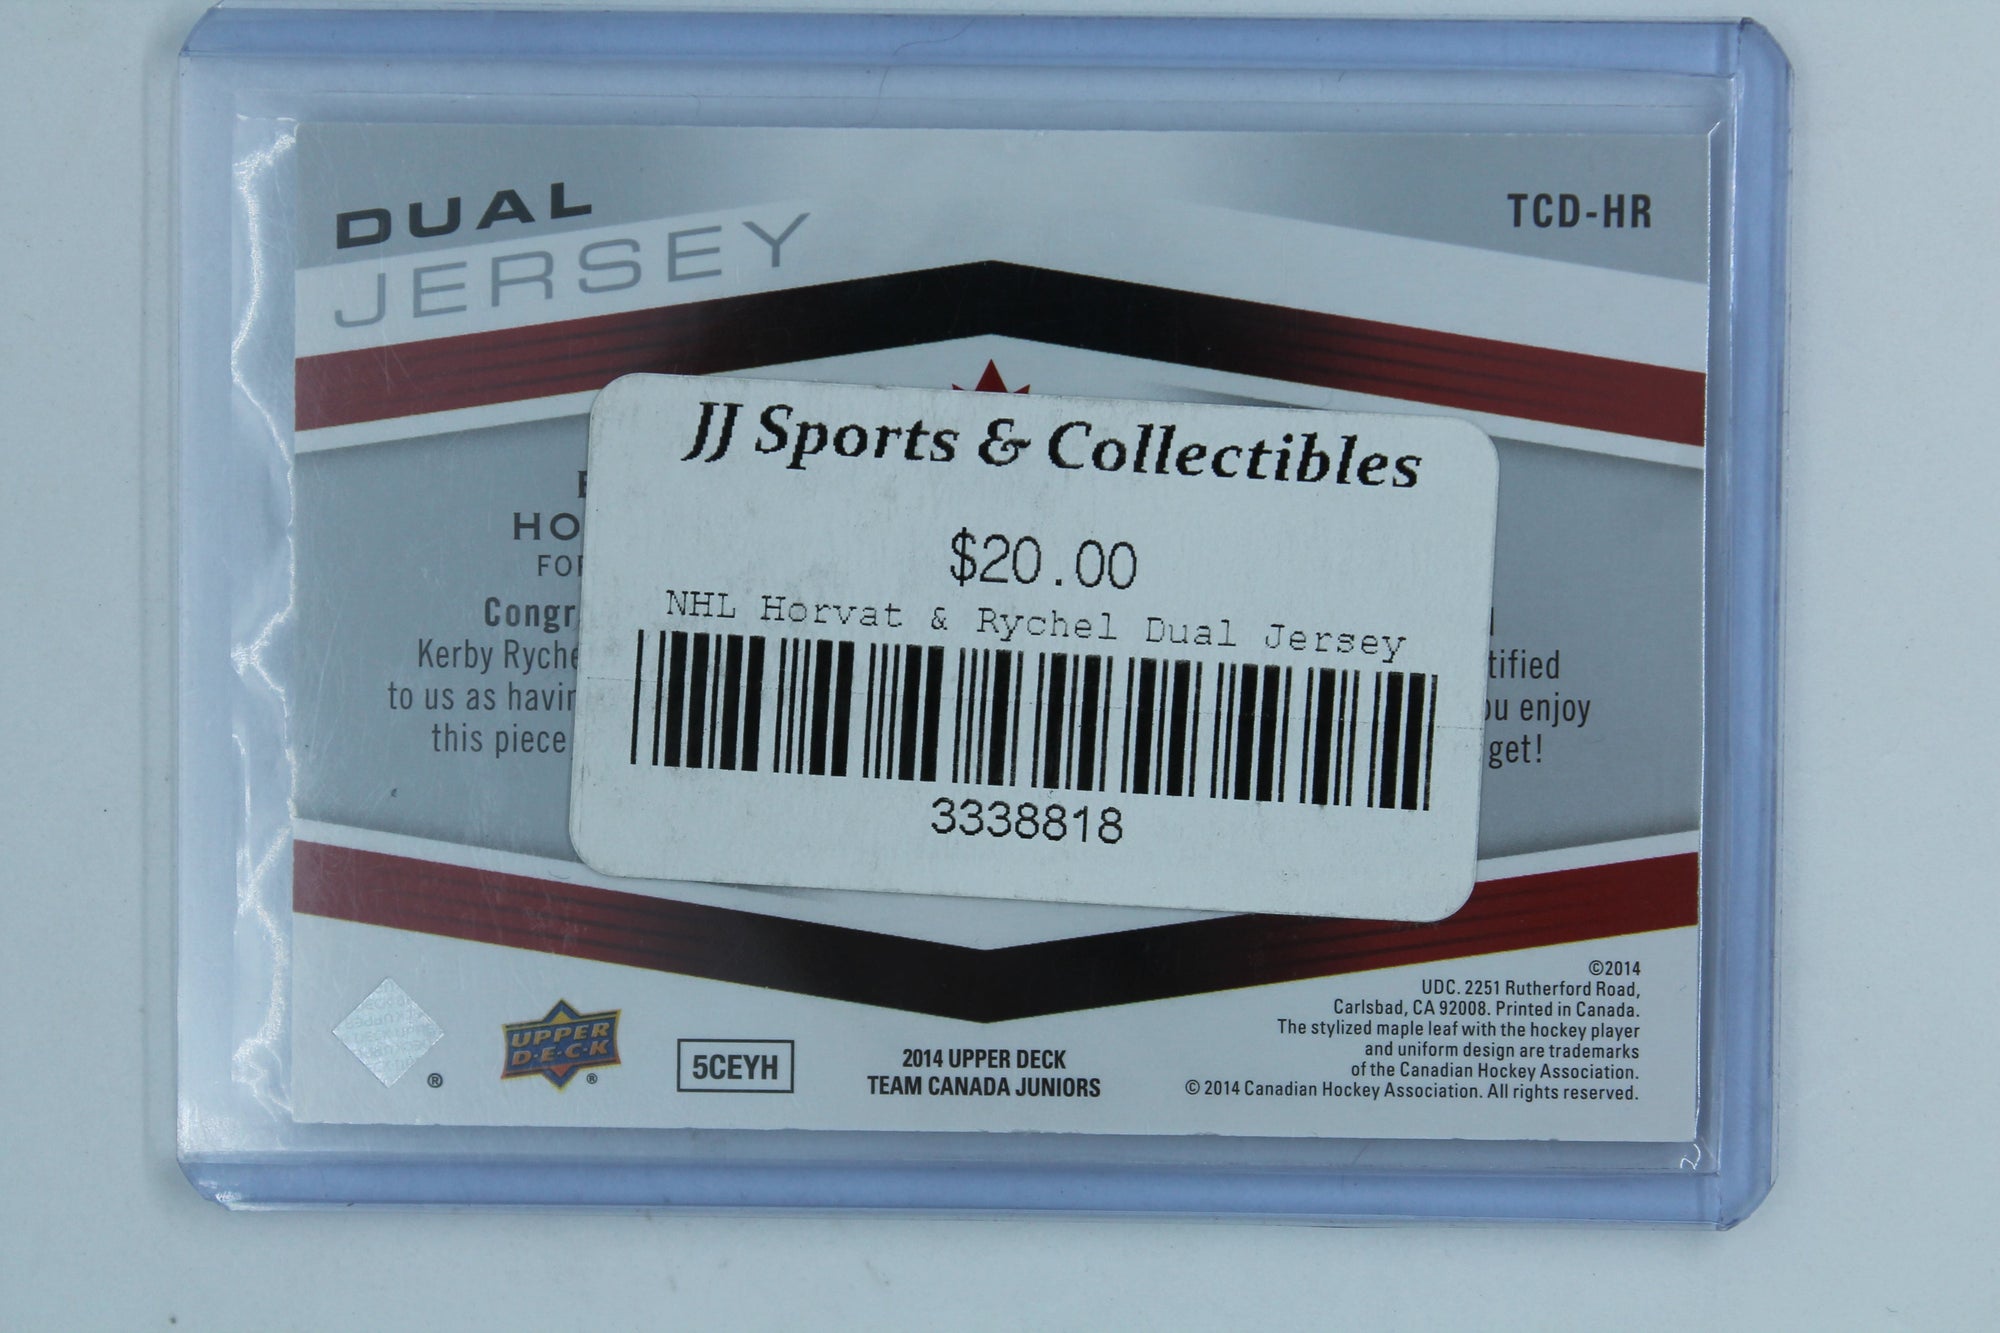 DUAL
JERSEY
TCD-HR
JJ Sports & Collectibles
$20.00
NHL Horvat & Rychel Dual Jersey
3338818
HO
FOR
Congr
Kerby Ryche
to us as havin
this piece
tified
ou enjoy
get!
UPPER
D·E·C·K
®
®
5CEYH
2014 UPPER DECK
TEAM CANADA JUNIORS
©2014
UDC. 2251 Rutherford Road,
Carlsbad, CA 92008. Printed in Canada.
The stylized maple leaf with the hockey player
and uniform design are trademarks
of the Canadian Hockey Association.
© 2014 Canadian Hockey Association. All rights reserved.